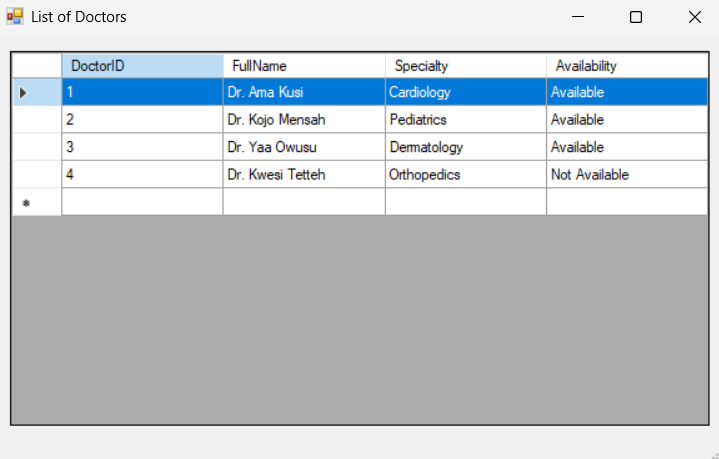 List of Doctors
DoctorID FullName Specialty Availability
1 Dr. Ama Kusi Cardiology Available
2 Dr. Kojo Mensah Pediatrics Available
3 Dr. Yaa Owusu Dermatology Available
4 Dr. Kwesi Tetteh Orthopedics Not Available